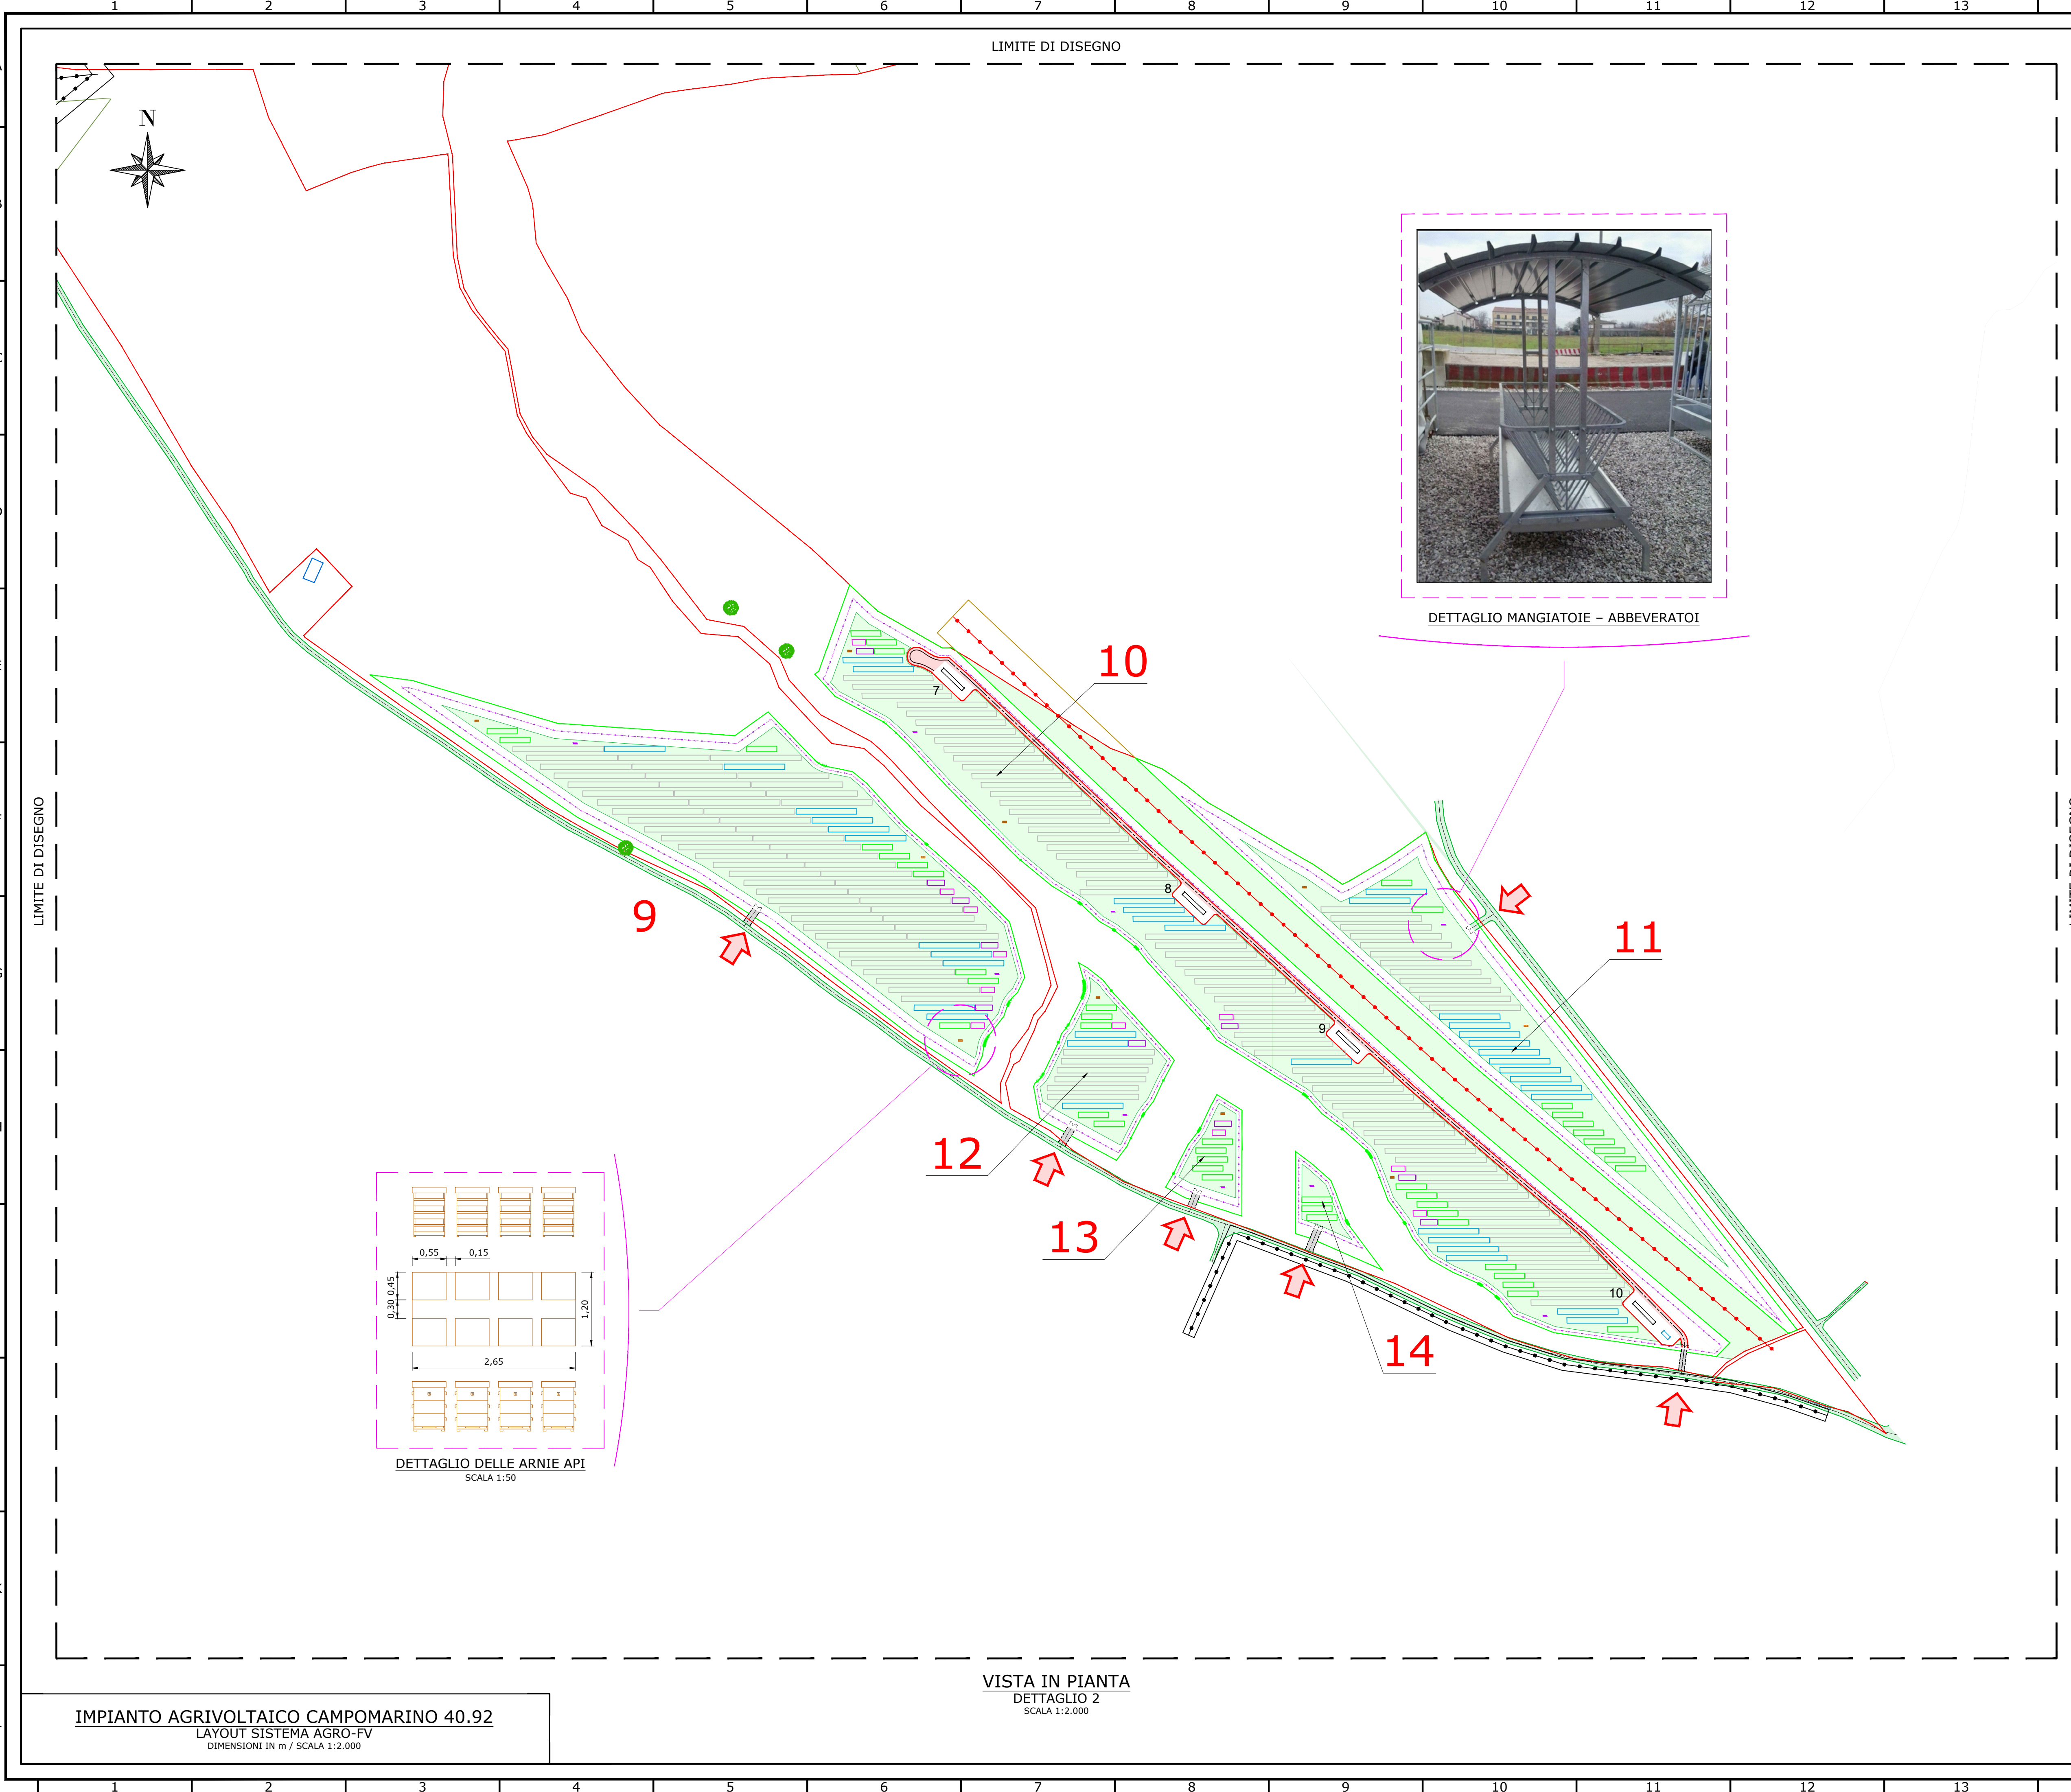 1 2 3 4 5 6 7 8 9 10 11 12 13
LIMITE DI DISEGNO
N
DETTAGLIO MANGIATOIE – ABBEVERATOI
10
7
LIMITE DI DISEGNO
8
9
11
9
12
13
0,55 0,15
0,45
0,30
1,20
10
14
2,65
DETTAGLIO DELLE ARNIE API
SCALA 1:50
VISTA IN PIANTA
DETTAGLIO 2
SCALA 1:2.000
IMPIANTO AGRIVOLTAICO CAMPOMARINO 40.92
LAYOUT SISTEMA AGRO-FV
DIMENSIONI IN m / SCALA 1:2.000
1 2 3 4 5 6 7 8 9 10 11 12 13